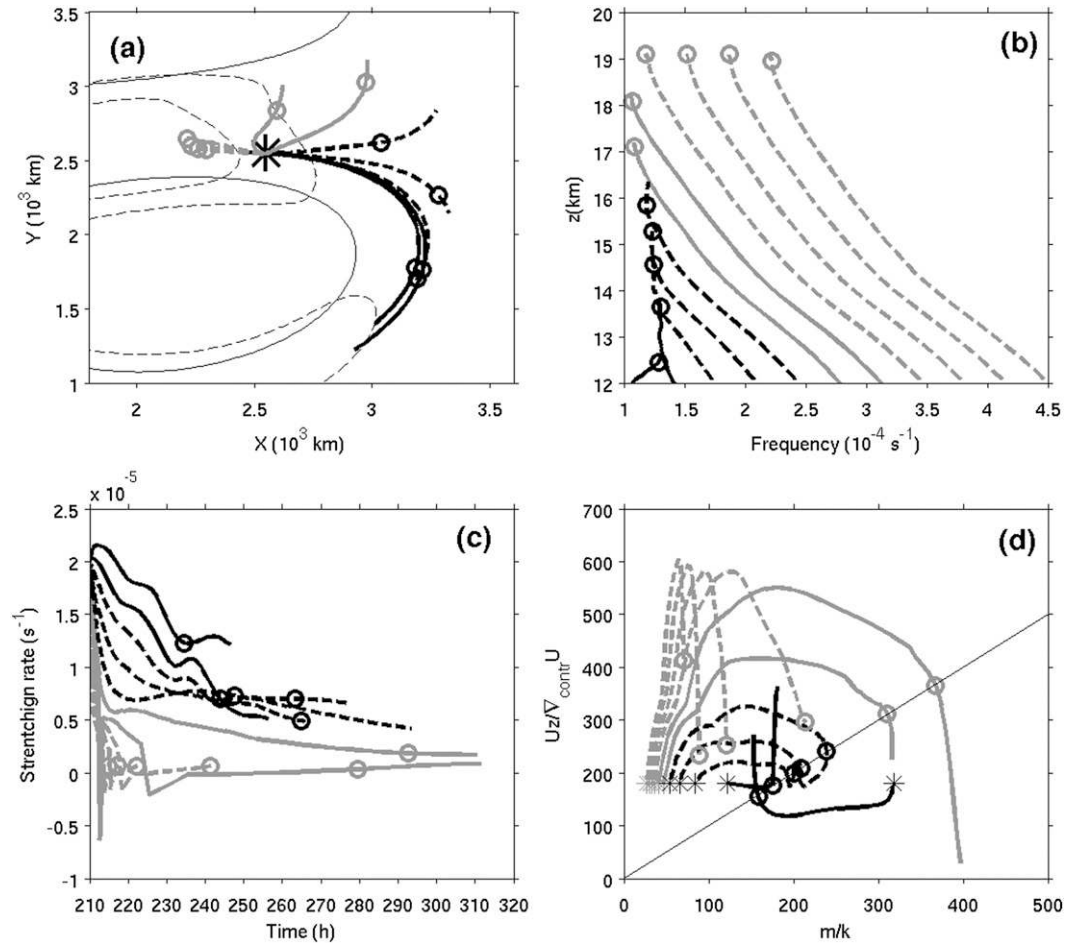 (a)
3.5
3
2.5
2
1.5
1
Y (10³ km)
2 2.5 3 3.5
X (10³ km)
(b)
20
19
18
17
16
15
14
13
12
z(km)
1 1.5 2 2.5 3 3.5 4 4.5
Frequency (10⁻⁴ s⁻¹)
x 10⁻⁵
(c)
2.5
2
1.5
1
0.5
0
-0.5
-1
Strentchign rate (s⁻¹)
210 220 230 240 250 260 270 280 290 300 310 320
Time (h)
(d)
700
600
500
400
300
200
100
0
Uz/∇contrU
0 100 200 300 400 500
m/k